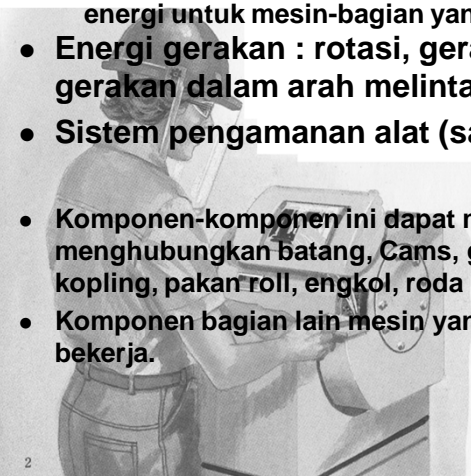 energi untuk mesin-bagian yan
● Energi gerakan : rotasi, gera
gerakan dalam arah melinta
● Sistem pengamanan alat (sa
● Komponen-komponen ini dapat m
menghubungkan batang, Cams, g
kopling, pakan roll, engkol, roda
● Komponen bagian lain mesin yan
bekerja.
2